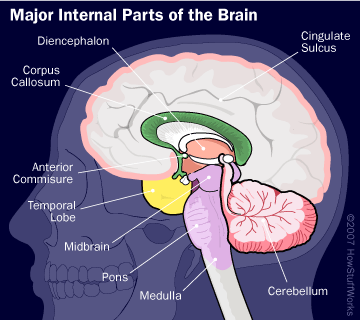 Major Internal Parts of the Brain
Diencephalon
Cingulate
Sulcus
Corpus
Callosum
Anterior
Commisure
Temporal
Lobe
Midbrain
Pons
Medulla
Cerebellum
©2007 HowStuffWorks